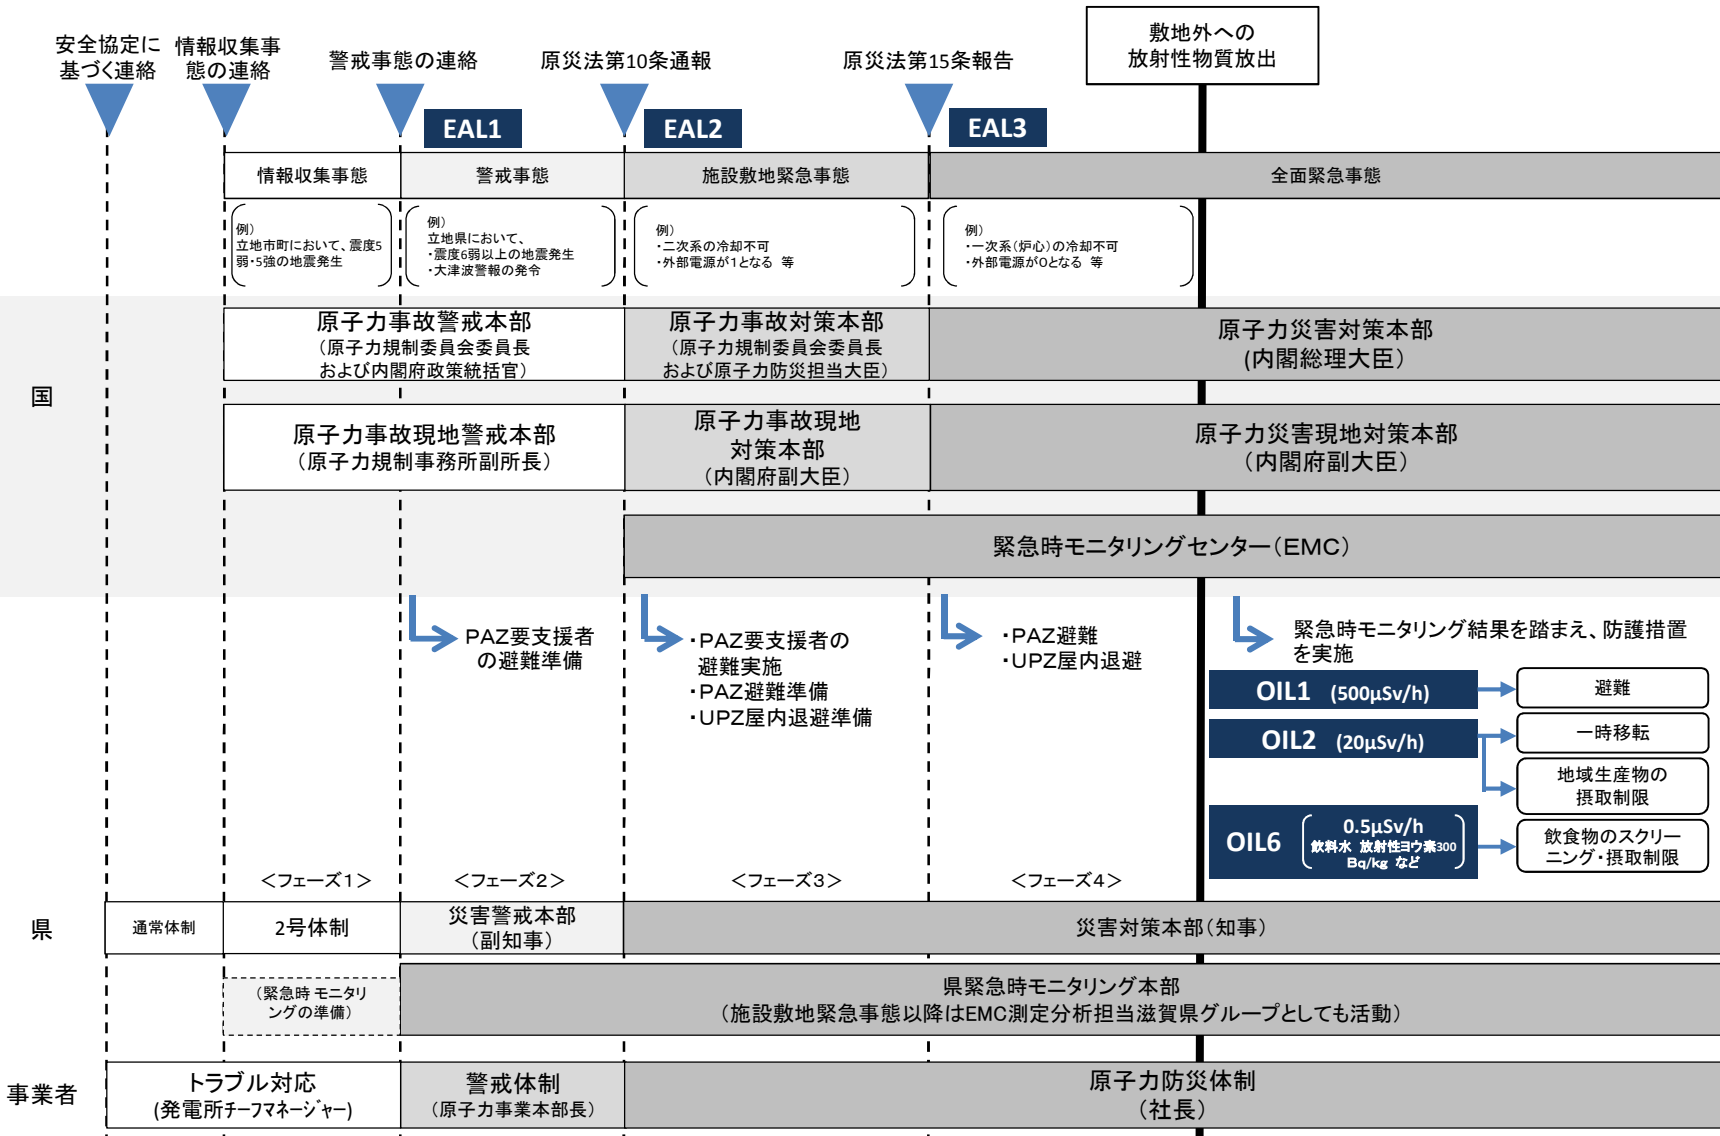 安全協定に
基づく連絡
情報収集事
態の連絡
警戒事態の連絡
原災法第10条通報
原災法第15条報告
敷地外への
放射性物質放出
EAL1
EAL2
EAL3
情報収集事態
警戒事態
施設敷地緊急事態
全面緊急事態
例）
立地市町において、震度5
弱・5強の地震発生
例）
立地県において、
・震度6弱以上の地震発生
・大津波警報の発令
例）
・二次系の冷却不可
・外部電源が1となる 等
例）
・一次系(炉心)の冷却不可
・外部電源が0となる 等
国
原子力事故警戒本部
（原子力規制委員会委員長
および内閣府政策統括官）
原子力事故対策本部
（原子力規制委員会委員長
および原子力防災担当大臣）
原子力災害対策本部
(内閣総理大臣）
原子力事故現地警戒本部
（原子力規制事務所副所長）
原子力事故現地
対策本部
（内閣府副大臣）
原子力災害現地対策本部
（内閣府副大臣）
緊急時モニタリングセンター（EMC）
PAZ要支援者
の避難準備
・PAZ要支援者の
避難実施
・PAZ避難準備
・UPZ屋内退避準備
・PAZ避難
・UPZ屋内退避
緊急時モニタリング結果を踏まえ、防護措置
を実施
OIL1 (500μSv/h)
避難
OIL2 (20μSv/h)
一時移転
地域生産物の
摂取制限
OIL6
0.5μSv/h
飲料水 放射性ヨウ素300
Bq/kg など
飲食物のスクリー
ニング・摂取制限
＜フェーズ1＞
＜フェーズ2＞
＜フェーズ3＞
＜フェーズ4＞
県
通常体制
2号体制
災害警戒本部
（副知事）
災害対策本部（知事）
（緊急時 モニタリ
ングの準備）
県緊急時モニタリング本部
（施設敷地緊急事態以降はEMC測定分析担当滋賀県グループとしても活動）
事業者
トラブル対応
(発電所チーフマネージャー)
警戒体制
（原子力事業本部長）
原子力防災体制
（社長）